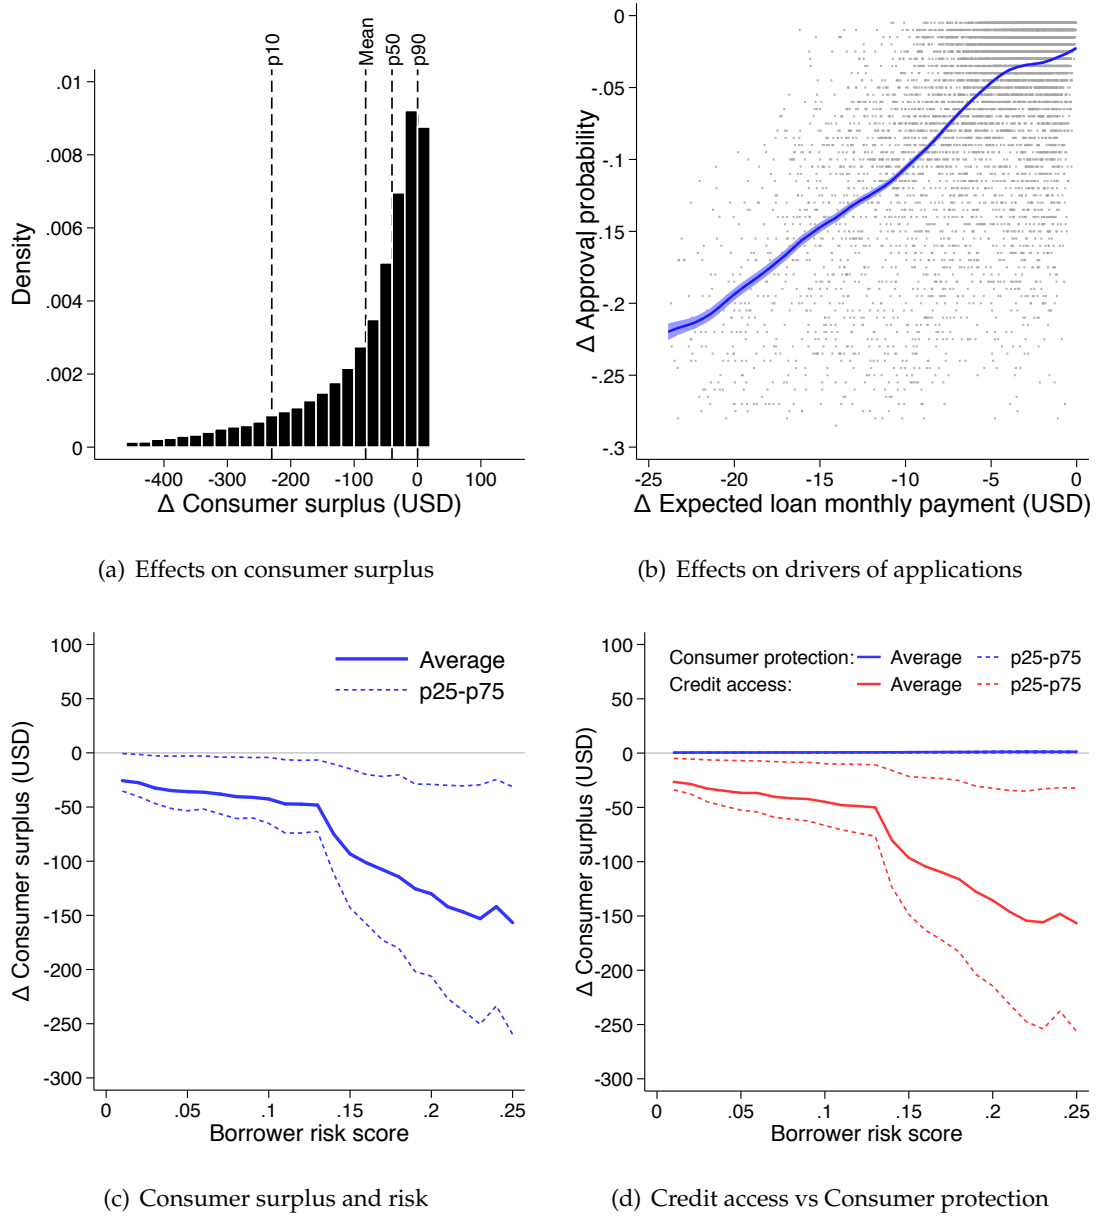 p10
Mean
p50
p90
.01
.008
.006
.004
.002
0
Density
-400 -300 -200 -100 0 100
Δ Consumer surplus (USD)
(a) Effects on consumer surplus
0
-.05
-.1
-.15
-.2
-.25
-.3
Δ Approval probability
-25 -20 -15 -10 -5 0
Δ Expected loan monthly payment (USD)
(b) Effects on drivers of applications
100
50
0
-50
-100
-150
-200
-250
-300
Δ Consumer surplus (USD)
Average
p25-p75
0 .05 .1 .15 .2 .25
Borrower risk score
(c) Consumer surplus and risk
100
50
0
-50
-100
-150
-200
-250
-300
Δ Consumer surplus (USD)
Consumer protection: Average p25-p75
Credit access: Average p25-p75
0 .05 .1 .15 .2 .25
Borrower risk score
(d) Credit access vs Consumer protection